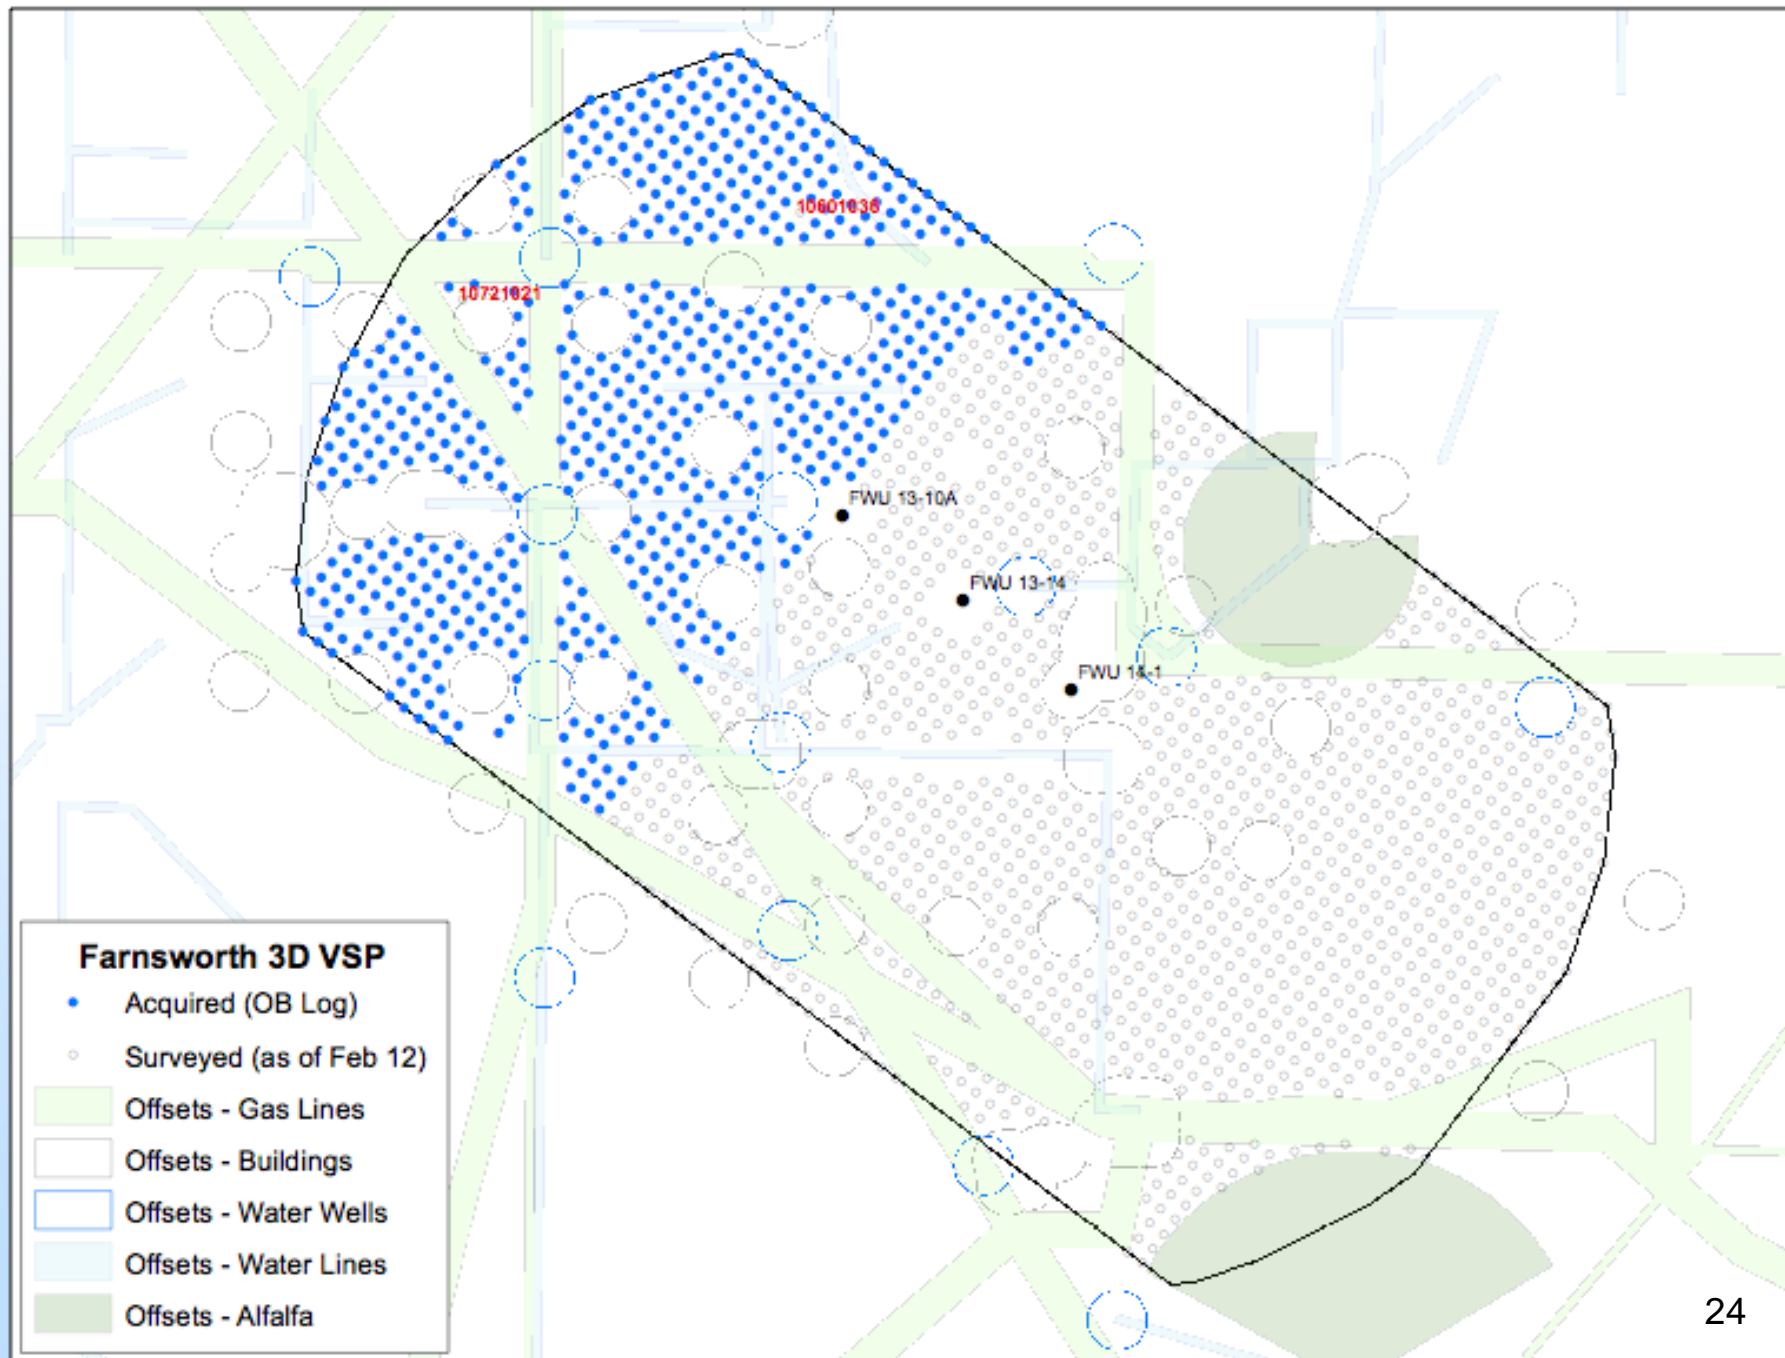 10601036
10721021
FWU 13-10A
FWU 13-14
FWU 14-1
Farnsworth 3D VSP
Acquired (OB Log)
Surveyed (as of Feb 12)
Offsets - Gas Lines
Offsets - Buildings
Offsets - Water Wells
Offsets - Water Lines
Offsets - Alfalfa
24